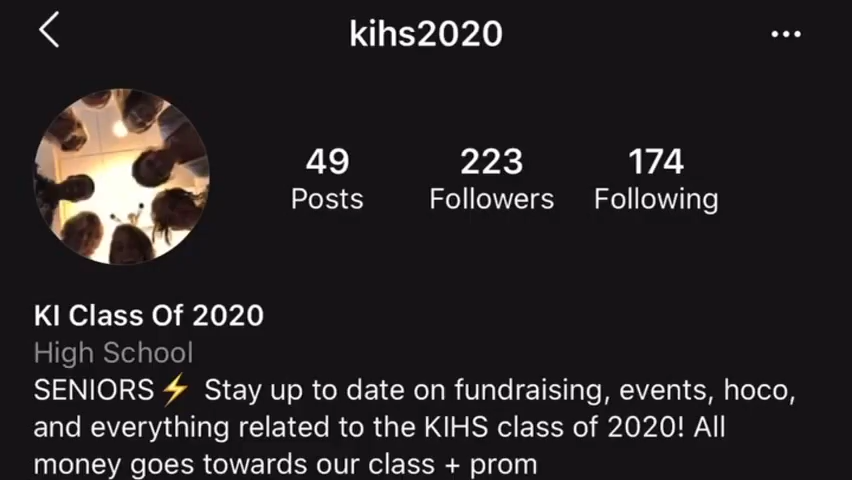 kihs2020
49 223 174
Posts Followers Following
KI Class Of 2020
High School
SENIORS⚡ Stay up to date on fundraising, events, hoco,
and everything related to the KIHS class of 2020! All
money goes towards our class + prom